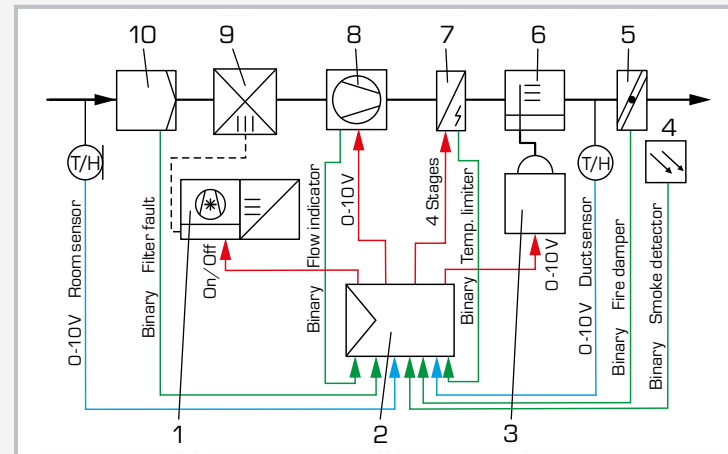 10
9
8
7
6
5
4
T/H
T/H
0-10V Room sensor
Binary Filter fault
On/Off
Binary Flow indicator
0-10V
4 Stages
Binary Temp. limiter
0-10V
0-10V Duct sensor
Binary Fire damper
Binary Smoke detector
1
2
3